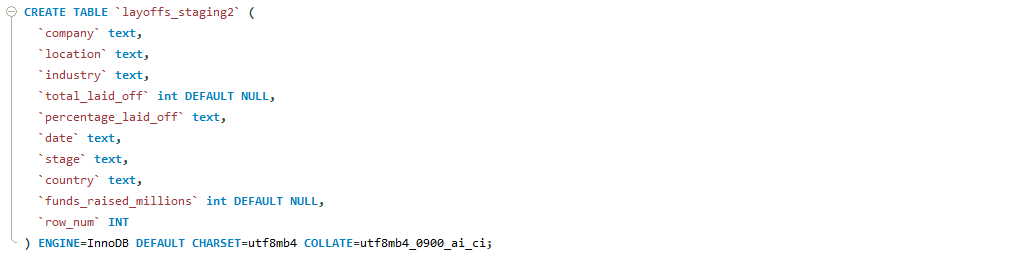 CREATE TABLE `layoffs_staging2` (
`company` text,
`location` text,
`industry` text,
`total_laid_off` int DEFAULT NULL,
`percentage_laid_off` text,
`date` text,
`stage` text,
`country` text,
`funds_raised_millions` int DEFAULT NULL,
`row_num` INT
) ENGINE=InnoDB DEFAULT CHARSET=utf8mb4 COLLATE=utf8mb4_0900_ai_ci;